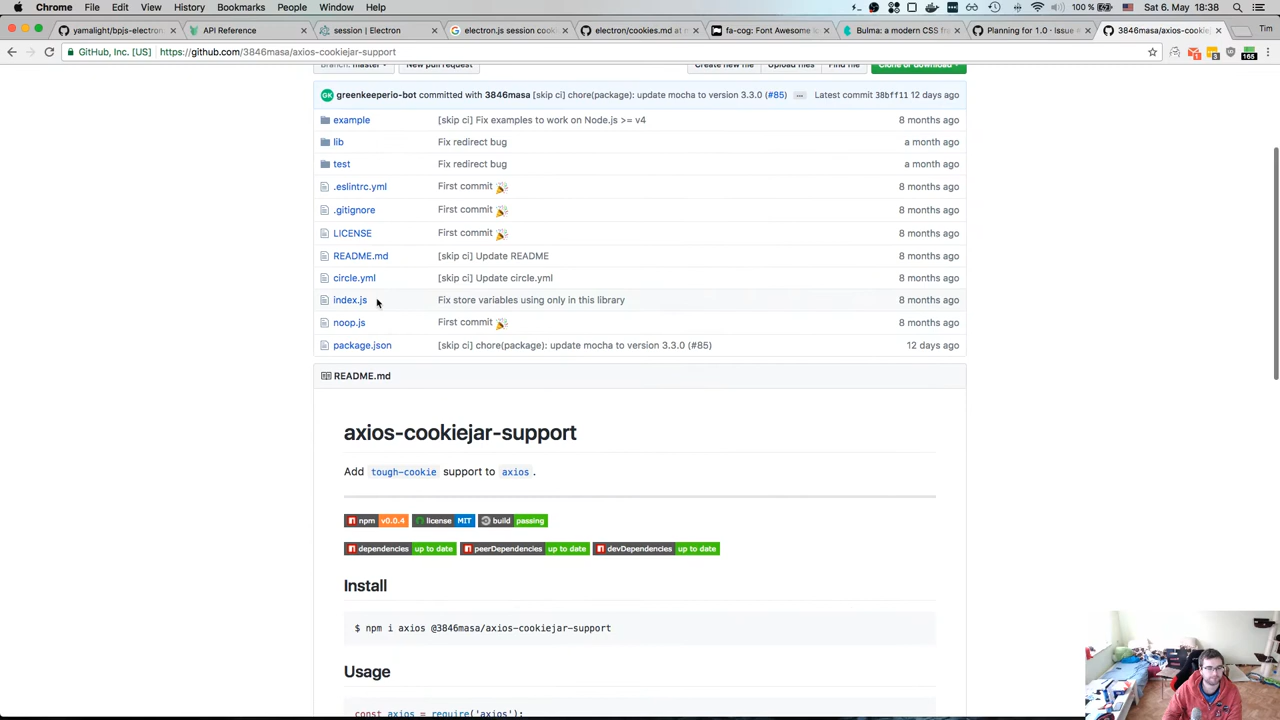 Chrome File Edit View History Bookmarks People Window Help 100 % Sat 6. May 18:38
yamalight/bpjs-electron
API Reference
session | Electron
electron.js session cook
electron/cookies.md at m
fa-cog: Font Awesome Ic
Bulma: a modern CSS fr
Planning for 1.0 · Issue
3846masa/axios-cookiej
Tim
GitHub, Inc. [US] https://github.com/3846masa/axios-cookiejar-support
Branch: master New pull request Create new file Upload files Find file Clone or download
greenkeeperio-bot committed with 3846masa [skip ci] chore(package): update mocha to version 3.3.0 (#85) ... Latest commit 38bff11 12 days ago
example [skip ci] Fix examples to work on Node.js >= v4 8 months ago
lib Fix redirect bug a month ago
test Fix redirect bug a month ago
.eslintrc.yml First commit 8 months ago
.gitignore First commit 8 months ago
LICENSE First commit 8 months ago
README.md [skip ci] Update README 8 months ago
circle.yml [skip ci] Update circle.yml 8 months ago
index.js Fix store variables using only in this library 8 months ago
noop.js First commit 8 months ago
package.json [skip ci] chore(package): update mocha to version 3.3.0 (#85) 12 days ago
README.md
axios-cookiejar-support
Add tough-cookie support to axios.
npm v0.0.4 license MIT build passing
dependencies up to date peerDependencies up to date devDependencies up to date
Install
$ npm i axios @3846masa/axios-cookiejar-support
Usage
const axios = require('axios');